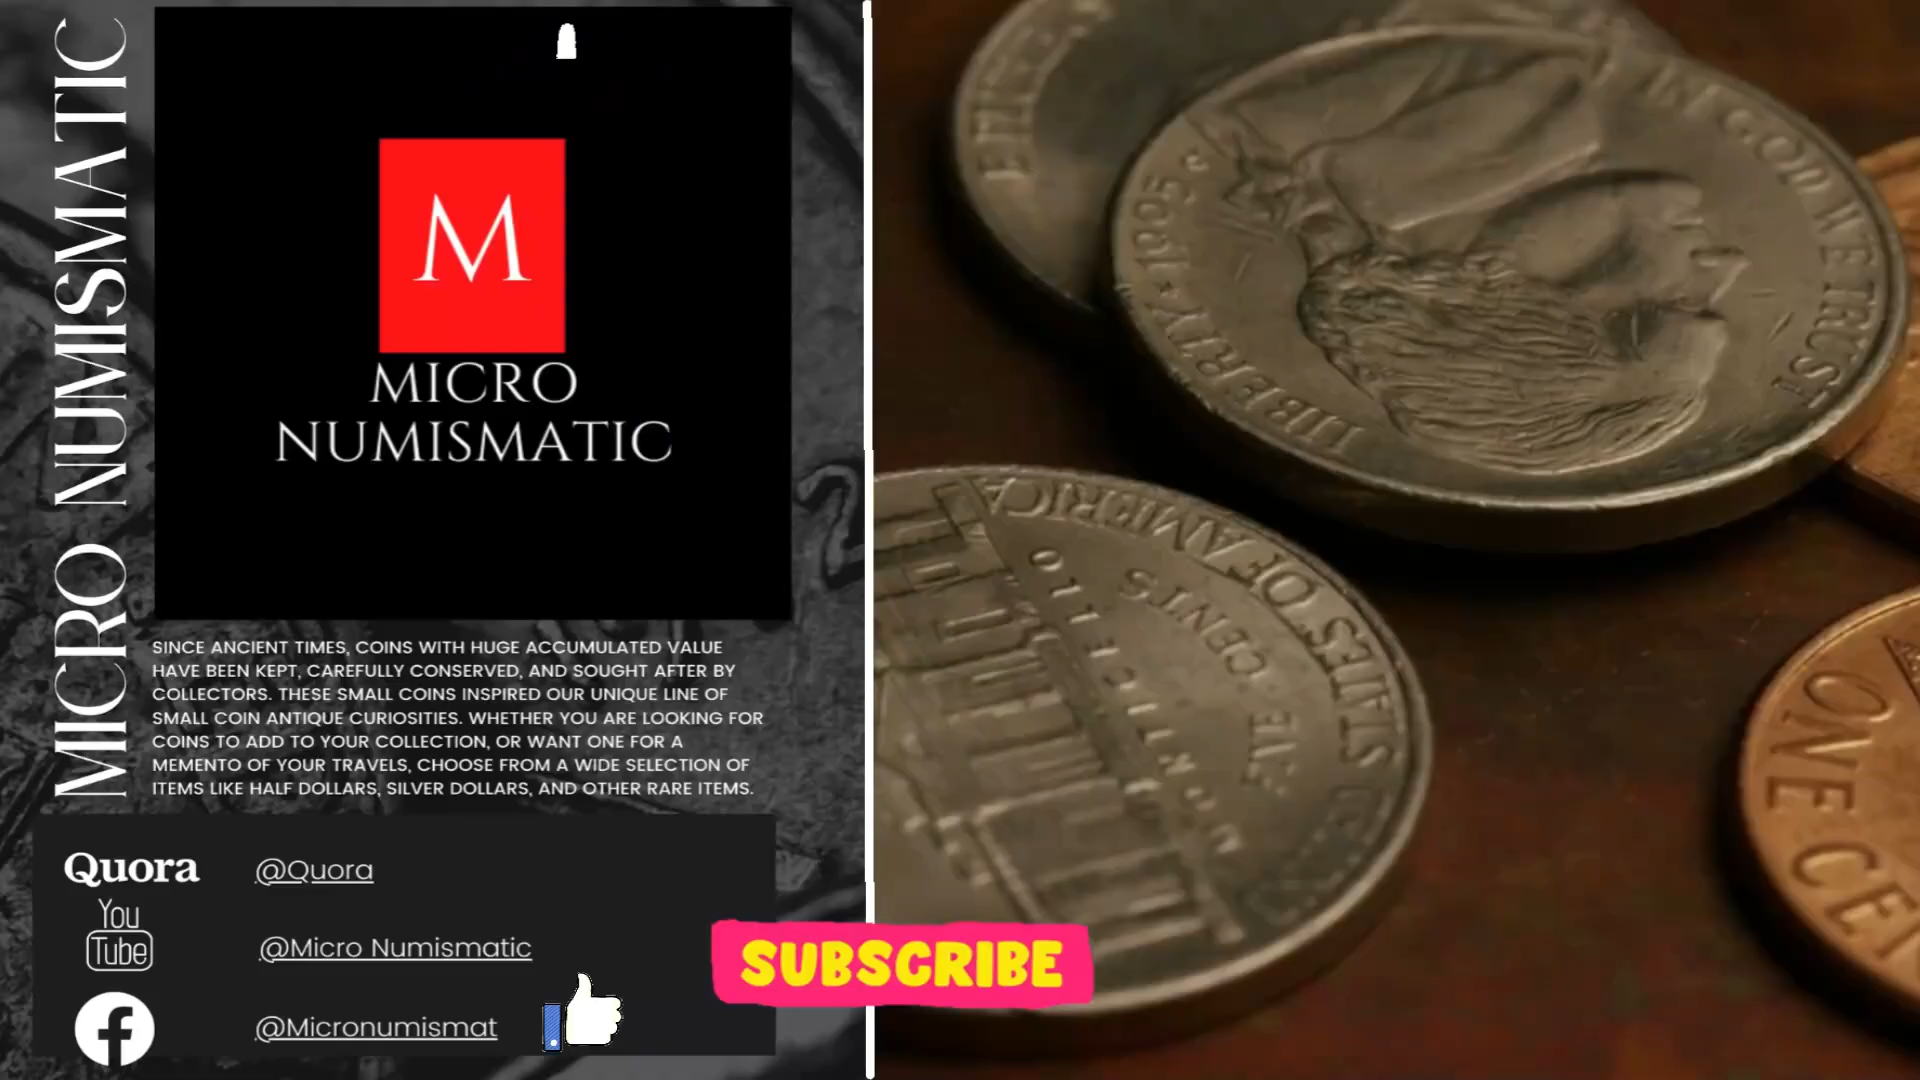 MICRO NUMISMATIC
M
MICRO
NUMISMATIC
SINCE ANCIENT TIMES, COINS WITH HUGE ACCUMULATED VALUE
HAVE BEEN KEPT, CAREFULLY CONSERVED, AND SOUGHT AFTER BY
COLLECTORS. THESE SMALL COINS INSPIRED OUR UNIQUE LINE OF
SMALL COIN ANTIQUE CURIOSITIES. WHETHER YOU ARE LOOKING FOR
COINS TO ADD TO YOUR COLLECTION, OR WANT ONE FOR A
MEMENTO OF YOUR TRAVELS, CHOOSE FROM A WIDE SELECTION OF
ITEMS LIKE HALF DOLLARS, SILVER DOLLARS, AND OTHER RARE ITEMS.
Quora @Quora
You
Tube @Micro Numismatic
f @Micronumismat
SUBSCRIBE
LIBERTY
IN GOD WE TRUST
STATES OF AMERICA
MONTICELLO
CENTS
ONE